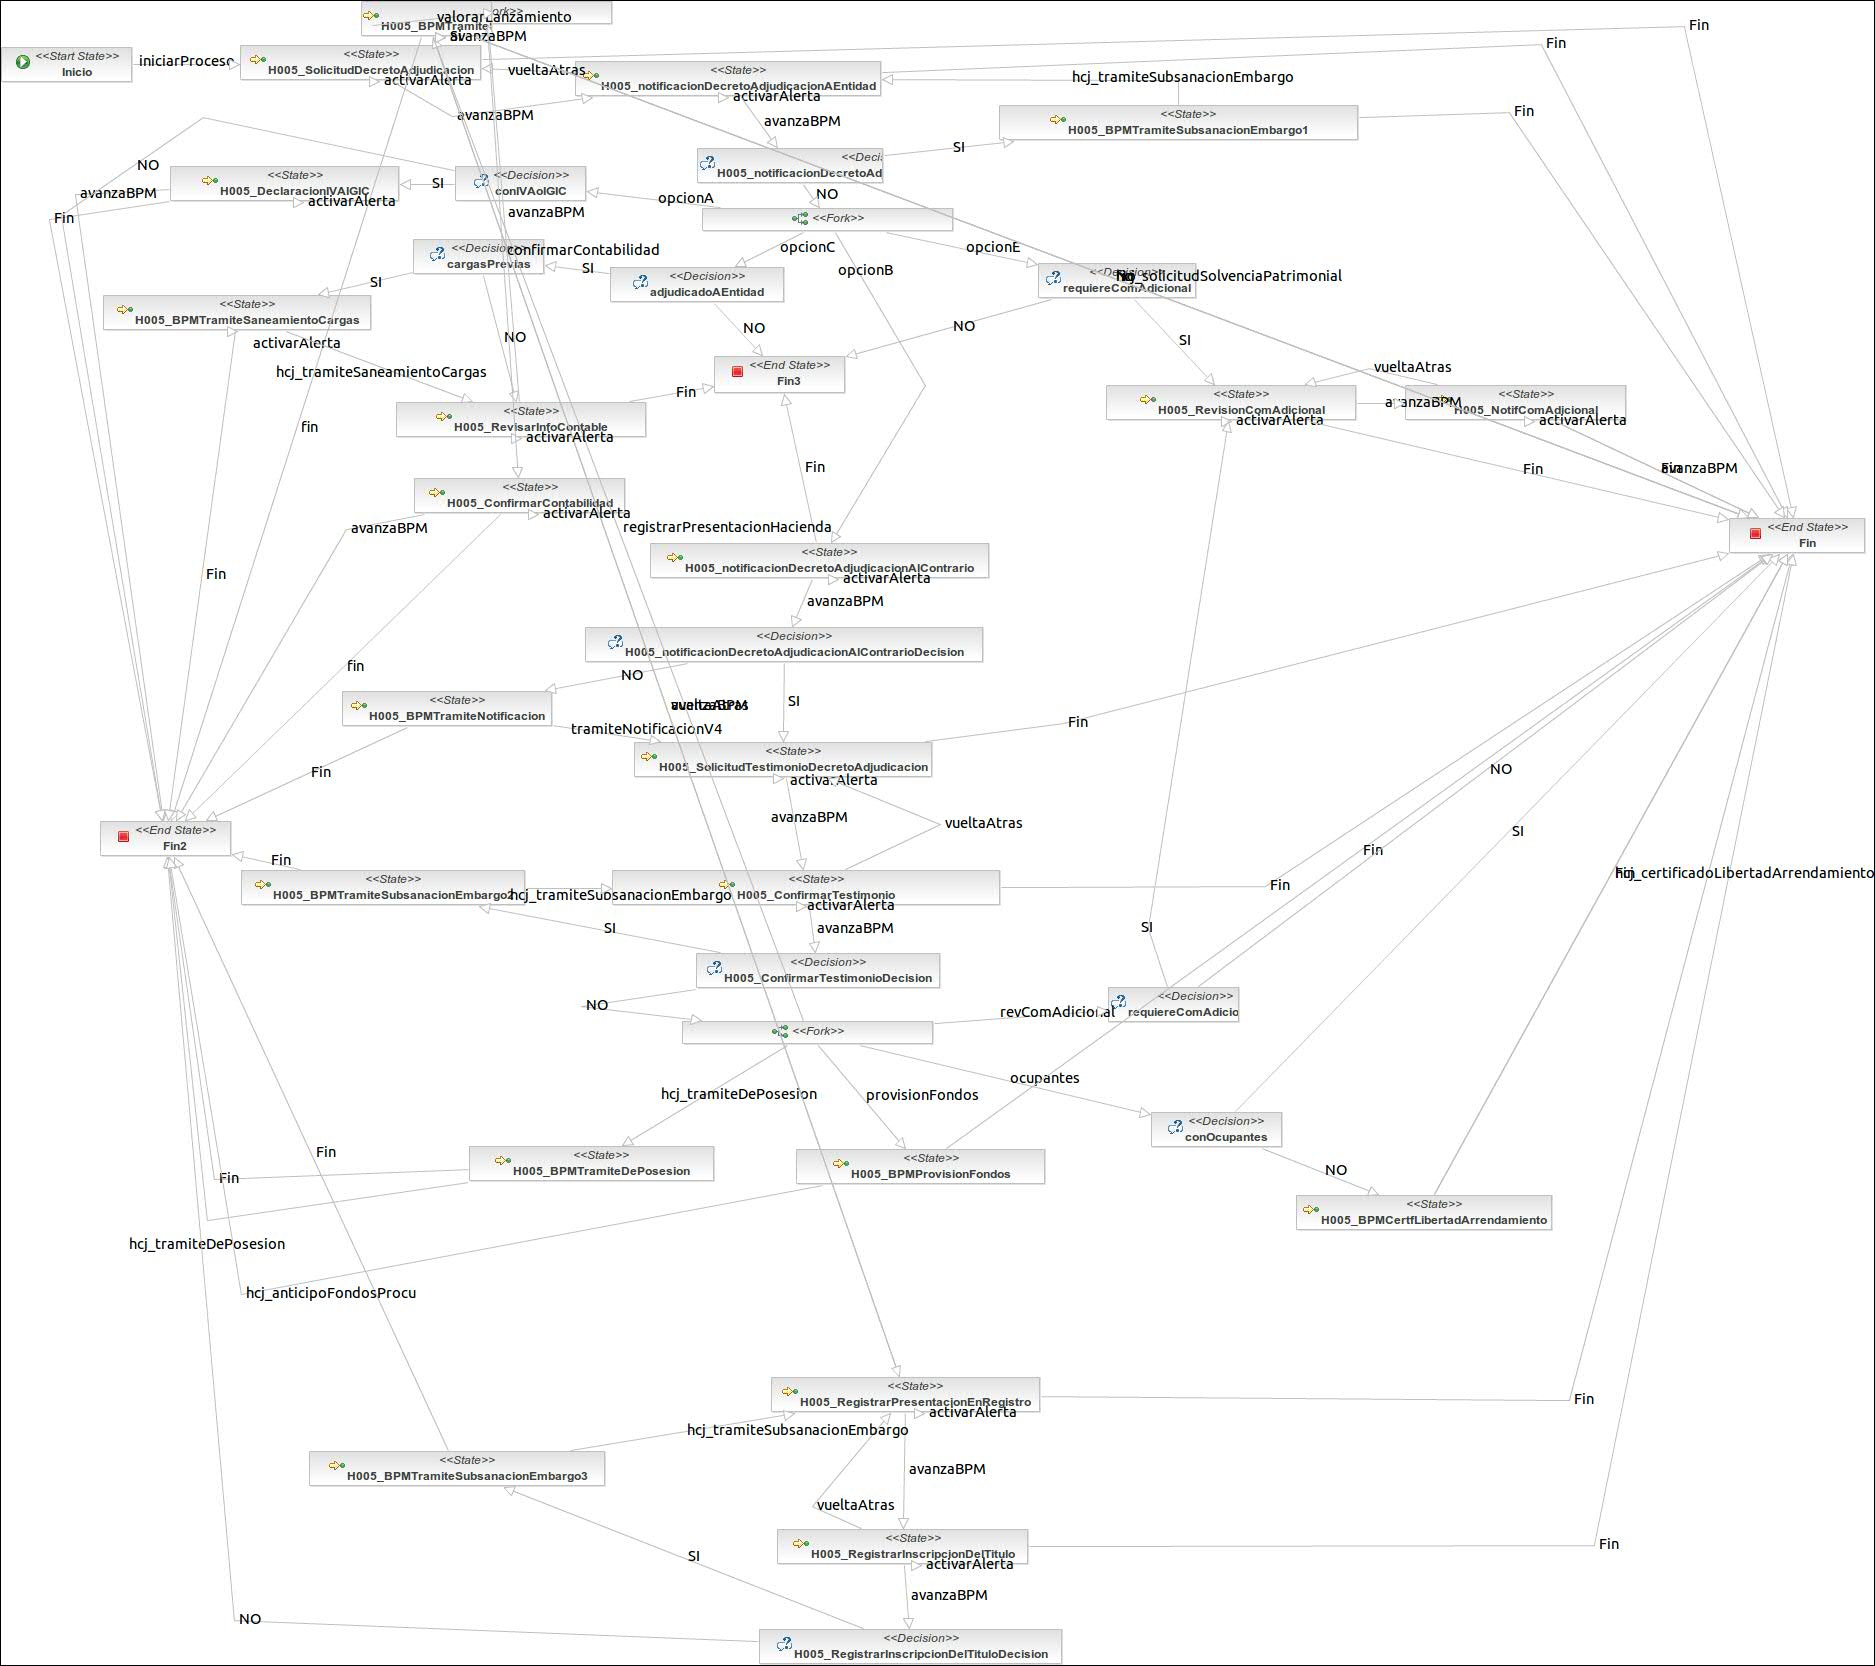 ork>>
valorarLanzamiento
H005_BPMTramite
avanzaBPM
Fin
<<Start State>>
Inicio
iniciarProceso
<<State>>
H005_SolicitudDecretoAdjudicacion
activarAlerta
vueltaAtras
<<State>>
H005_notificacionDecretoAdjudicacionAEntidad
activarAlerta
Fin
hcj_tramiteSubsanacionEmbargo
avanzaBPM
avanzaBPM
<<State>>
H005_BPMTramiteSubsanacionEmbargo1
Fin
SI
<<Deci
H005_notificacionDecretoAd
NO
NO
<<State>>
H005_DeclaracionIVAIGIC
activarAlerta
SI
<<Decision>>
conIVAoIGIC
avanzaBPM
avanzaBPM
Fin
opcionA
<<Fork>>
opcionC
opcionB
opcionE
<<Decision>>
cargasPrevias
confirmarContabilidad
SI
<<Decision>>
adjudicadoAEntidad
<<Decision>>
requiereComAdicional
hcj_solicitudSolvenciaPatrimonial
SI
<<State>>
H005_BPMTramiteSaneamientoCargas
activarAlerta
NO
NO
NO
SI
hcj_tramiteSaneamientoCargas
<<End State>>
Fin3
Fin
vueltaAtras
<<State>>
H005_RevisionComAdicional
activarAlerta
avanzaBPM
<<State>>
H005_NotifComAdjcional
activarAlerta
<<State>>
H005_RevisarInfoContable
activarAlerta
fin
Fin
Fin
Fin
avanzaBPM
<<State>>
H005_ConfirmarContabilidad
activarAlerta
avanzaBPM
registrarPresentacionHacienda
<<End State>>
Fin
<<State>>
H005_notificacionDecretoAdjudicacionAlContrario
activarAlerta
Fin
avanzaBPM
<<Decision>>
H005_notificacionDecretoAdjudicacionAlContrarioDecision
fin
NO
SI
<<State>>
H005_BPMTramiteNotificacion
avanzaBPM
vueltaAtras
tramiteNotificacionV4
Fin
<<State>>
H005_SolicitudTestimonioDecretoAdjudicacion
activarAlerta
Fin
NO
avanzaBPM
vueltaAtras
SI
<<End State>>
Fin2
Fin
Fin
<<State>>
H005_BPMTramiteSubsanacionEmbargo2
hcj_tramiteSubsanacionEmbargo
<<State>>
H005_ConfirmarTestimonio
activarAlerta
Fin
Fin
hcj_certificadoLibertadArrendamiento
SI
avanzaBPM
SI
<<Decision>>
H005_ConfirmarTestimonioDecision
NO
<<Fork>>
revComAdicional
<<Decision>>
requiereComAdicio
hcj_tramiteDePosesion
provisionFondos
ocupantes
<<Decision>>
conOcupantes
Fin
<<State>>
H005_BPMTramiteDePosesion
<<State>>
H005_BPMProvisionFondos
NO
Fin
<<State>>
H005_BPMCertfLibertadArrendamiento
hcj_tramiteDePosesion
hcj_anticipoFondosProcu
<<State>>
H005_RegistrarPresentacionEnRegistro
activarAlerta
Fin
hcj_tramiteSubsanacionEmbargo
<<State>>
H005_BPMTramiteSubsanacionEmbargo3
avanzaBPM
vueltaAtras
<<State>>
H005_RegistrarInscripcionDelTitulo
activarAlerta
Fin
SI
avanzaBPM
NO
<<Decision>>
H005_RegistrarInscripcionDelTituloDecision